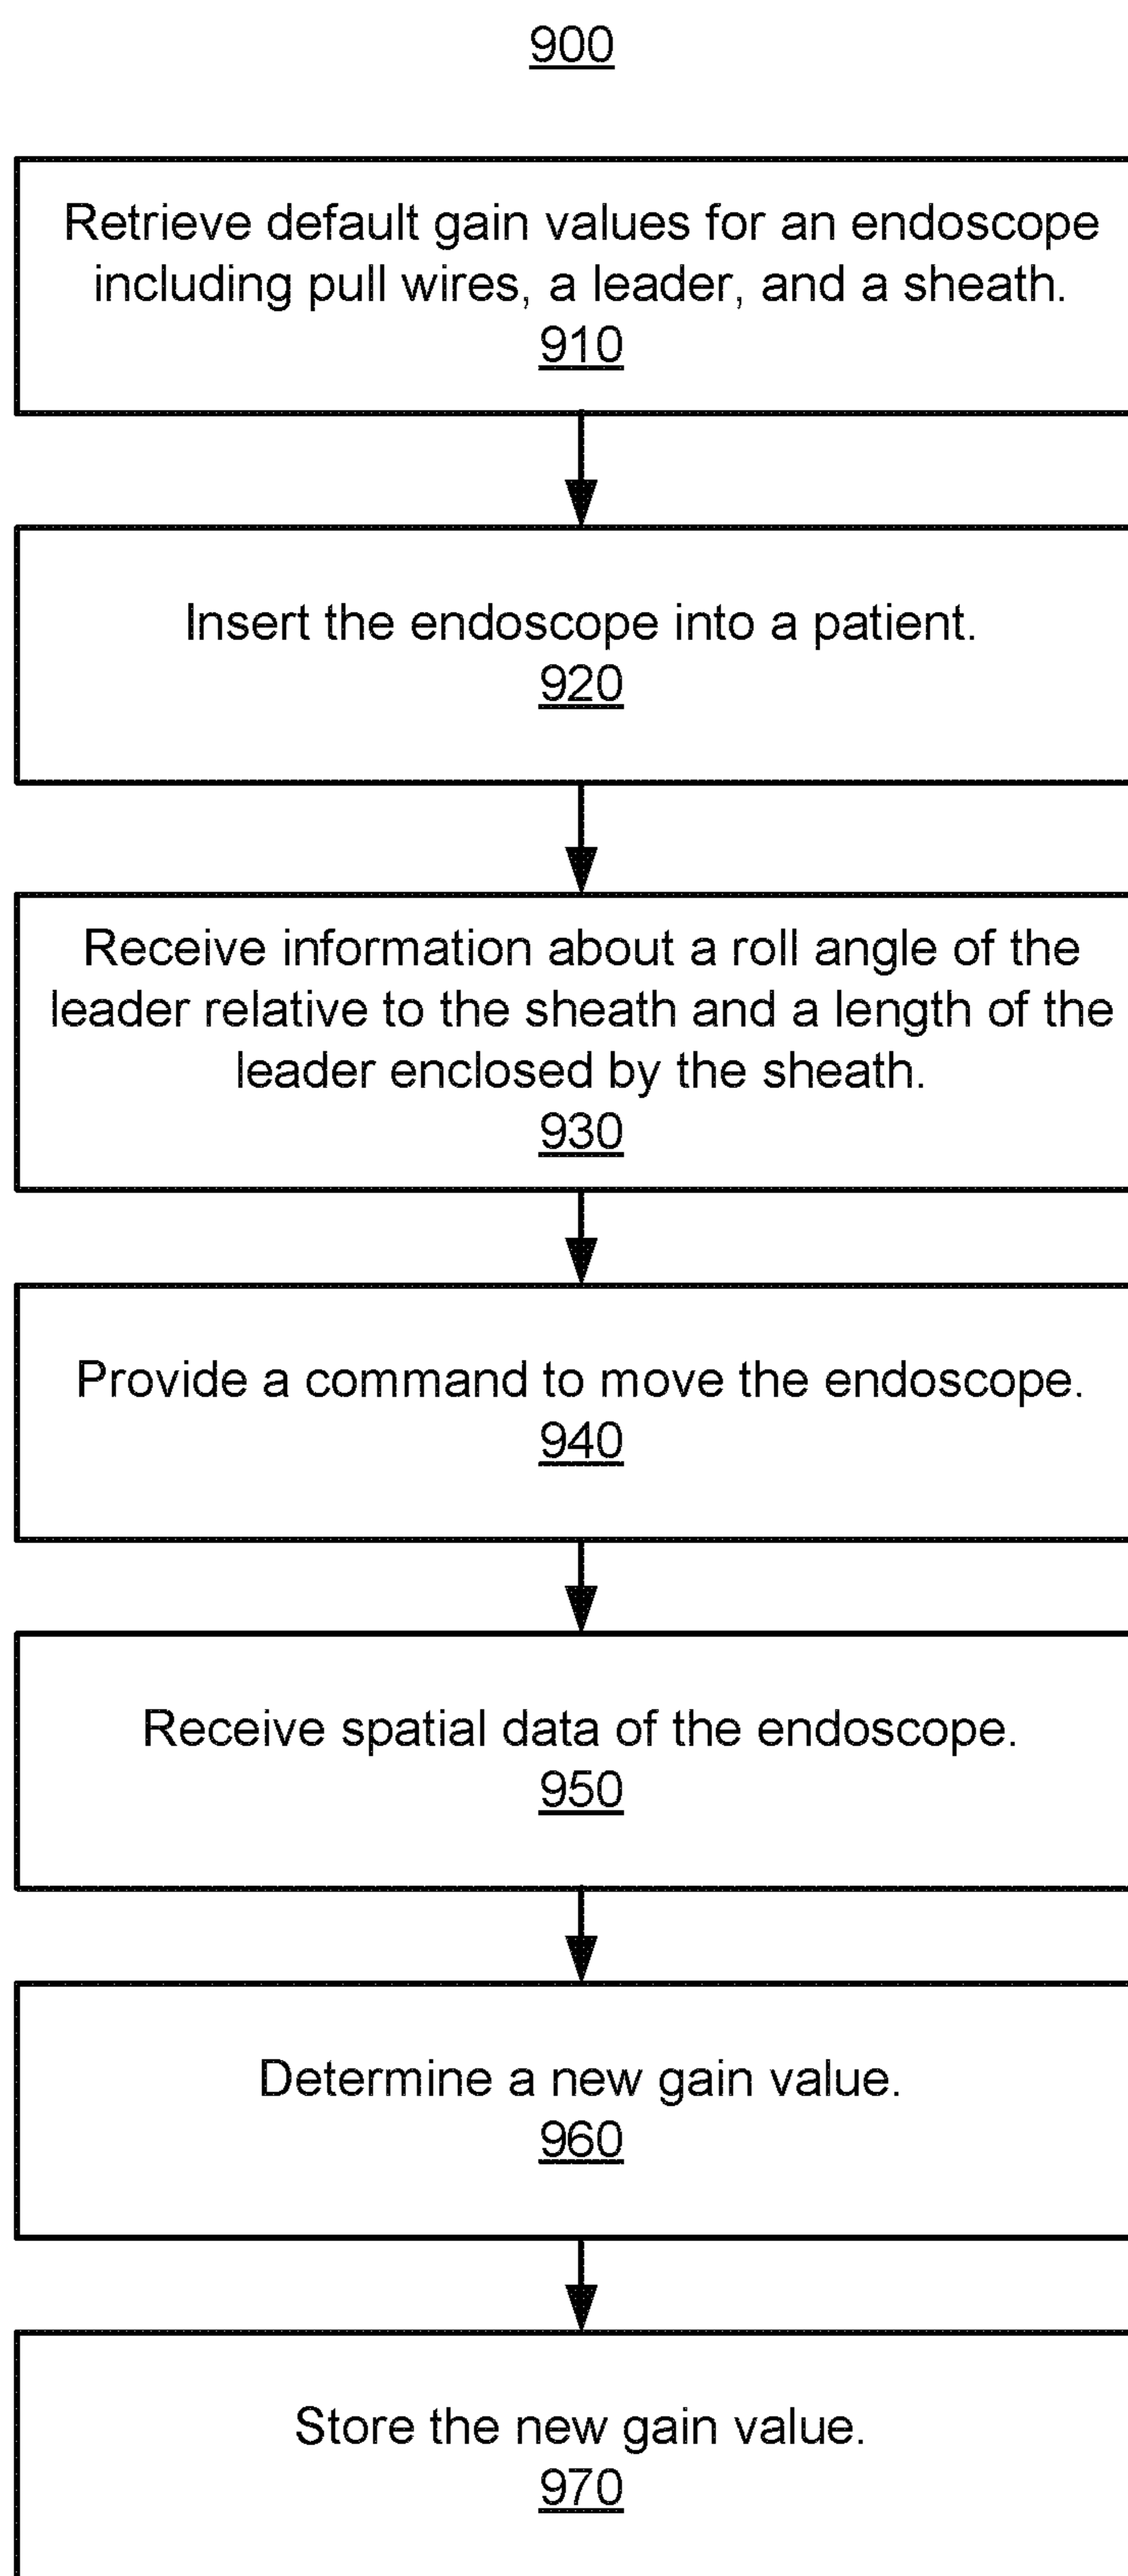 900
Retrieve default gain values for an endoscope
including pull wires, a leader, and a sheath.
910
Insert the endoscope into a patient.
920
Receive information about a roll angle of the
leader relative to the sheath and a length of the
leader enclosed by the sheath.
930
Provide a command to move the endoscope.
940
Receive spatial data of the endoscope.
950
Determine a new gain value.
960
Store the new gain value.
970